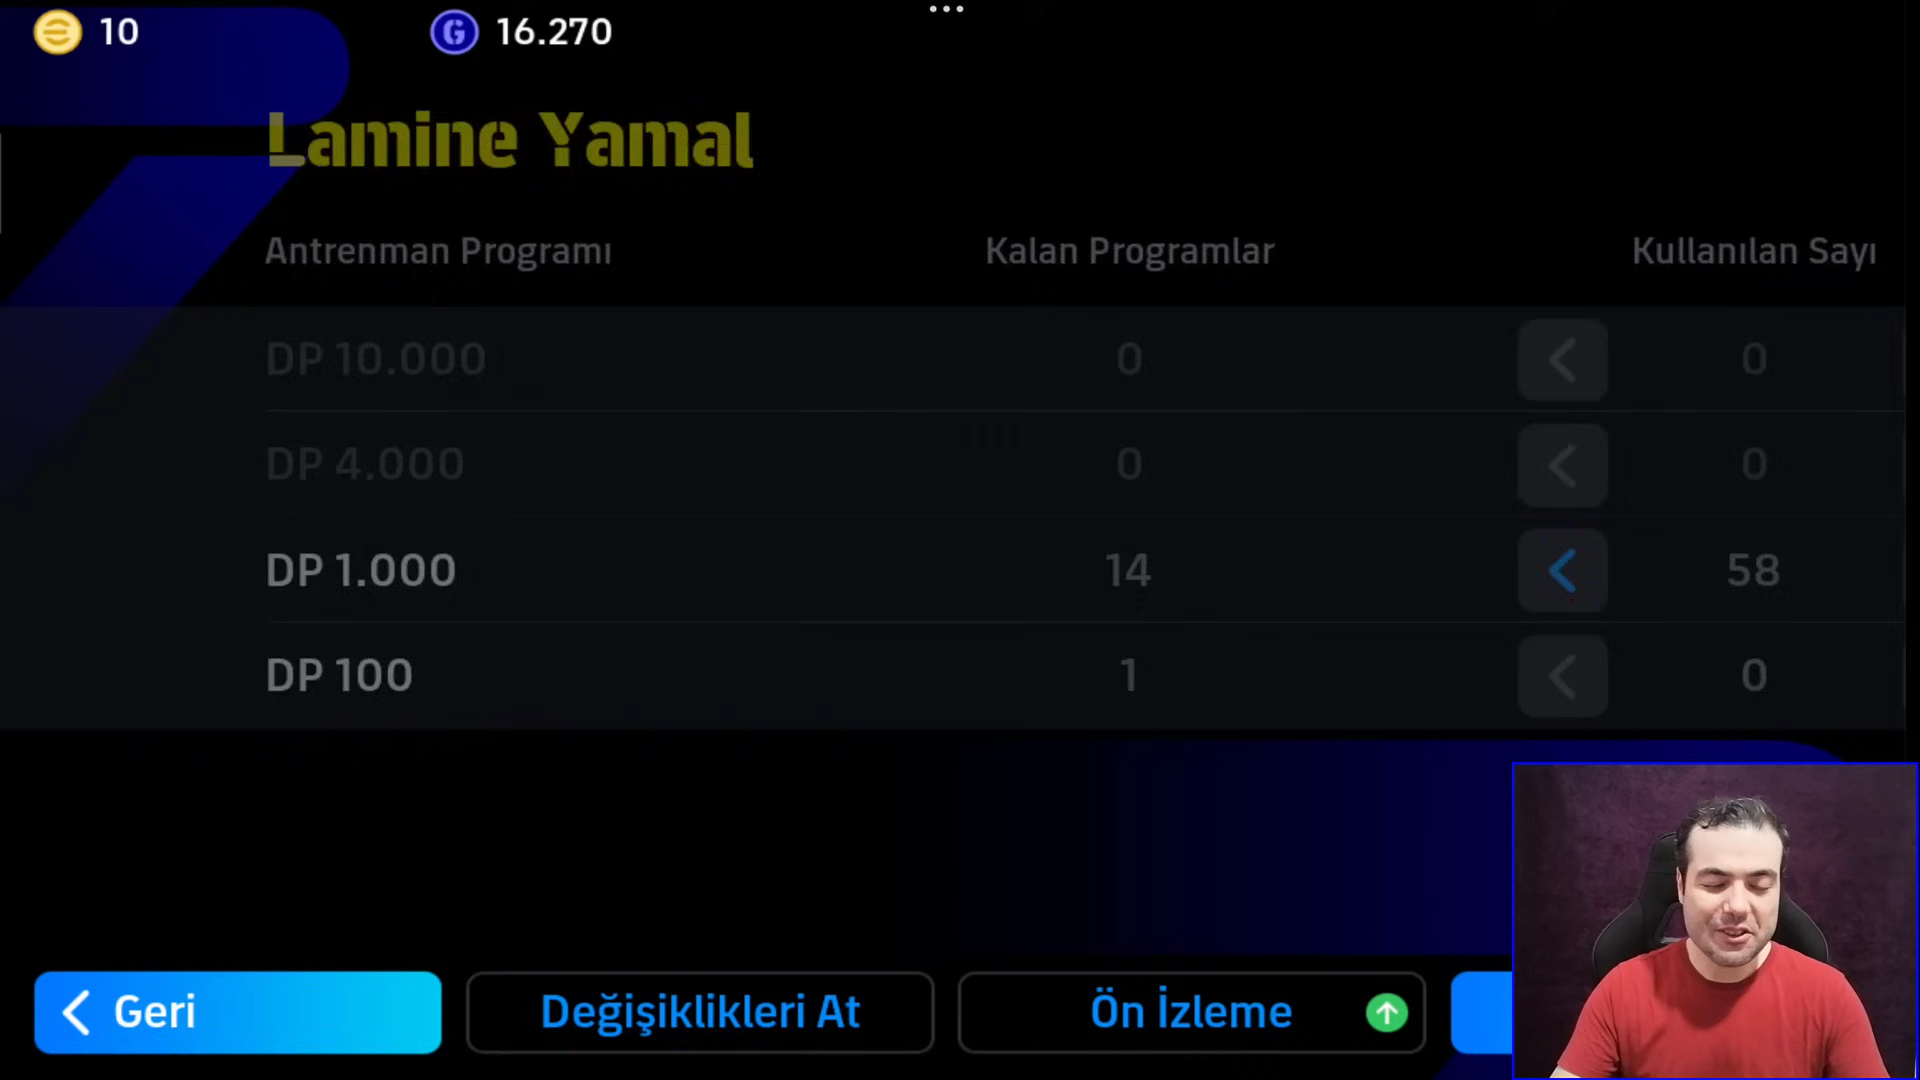 10
16.270
Lamine Yamal
Antrenman Programı Kalan Programlar Kullanılan Sayı
DP 10.000 0 0
DP 4.000 0 0
DP 1.000 14 58
DP 100 1 0
Geri Değişiklikleri At Ön İzleme